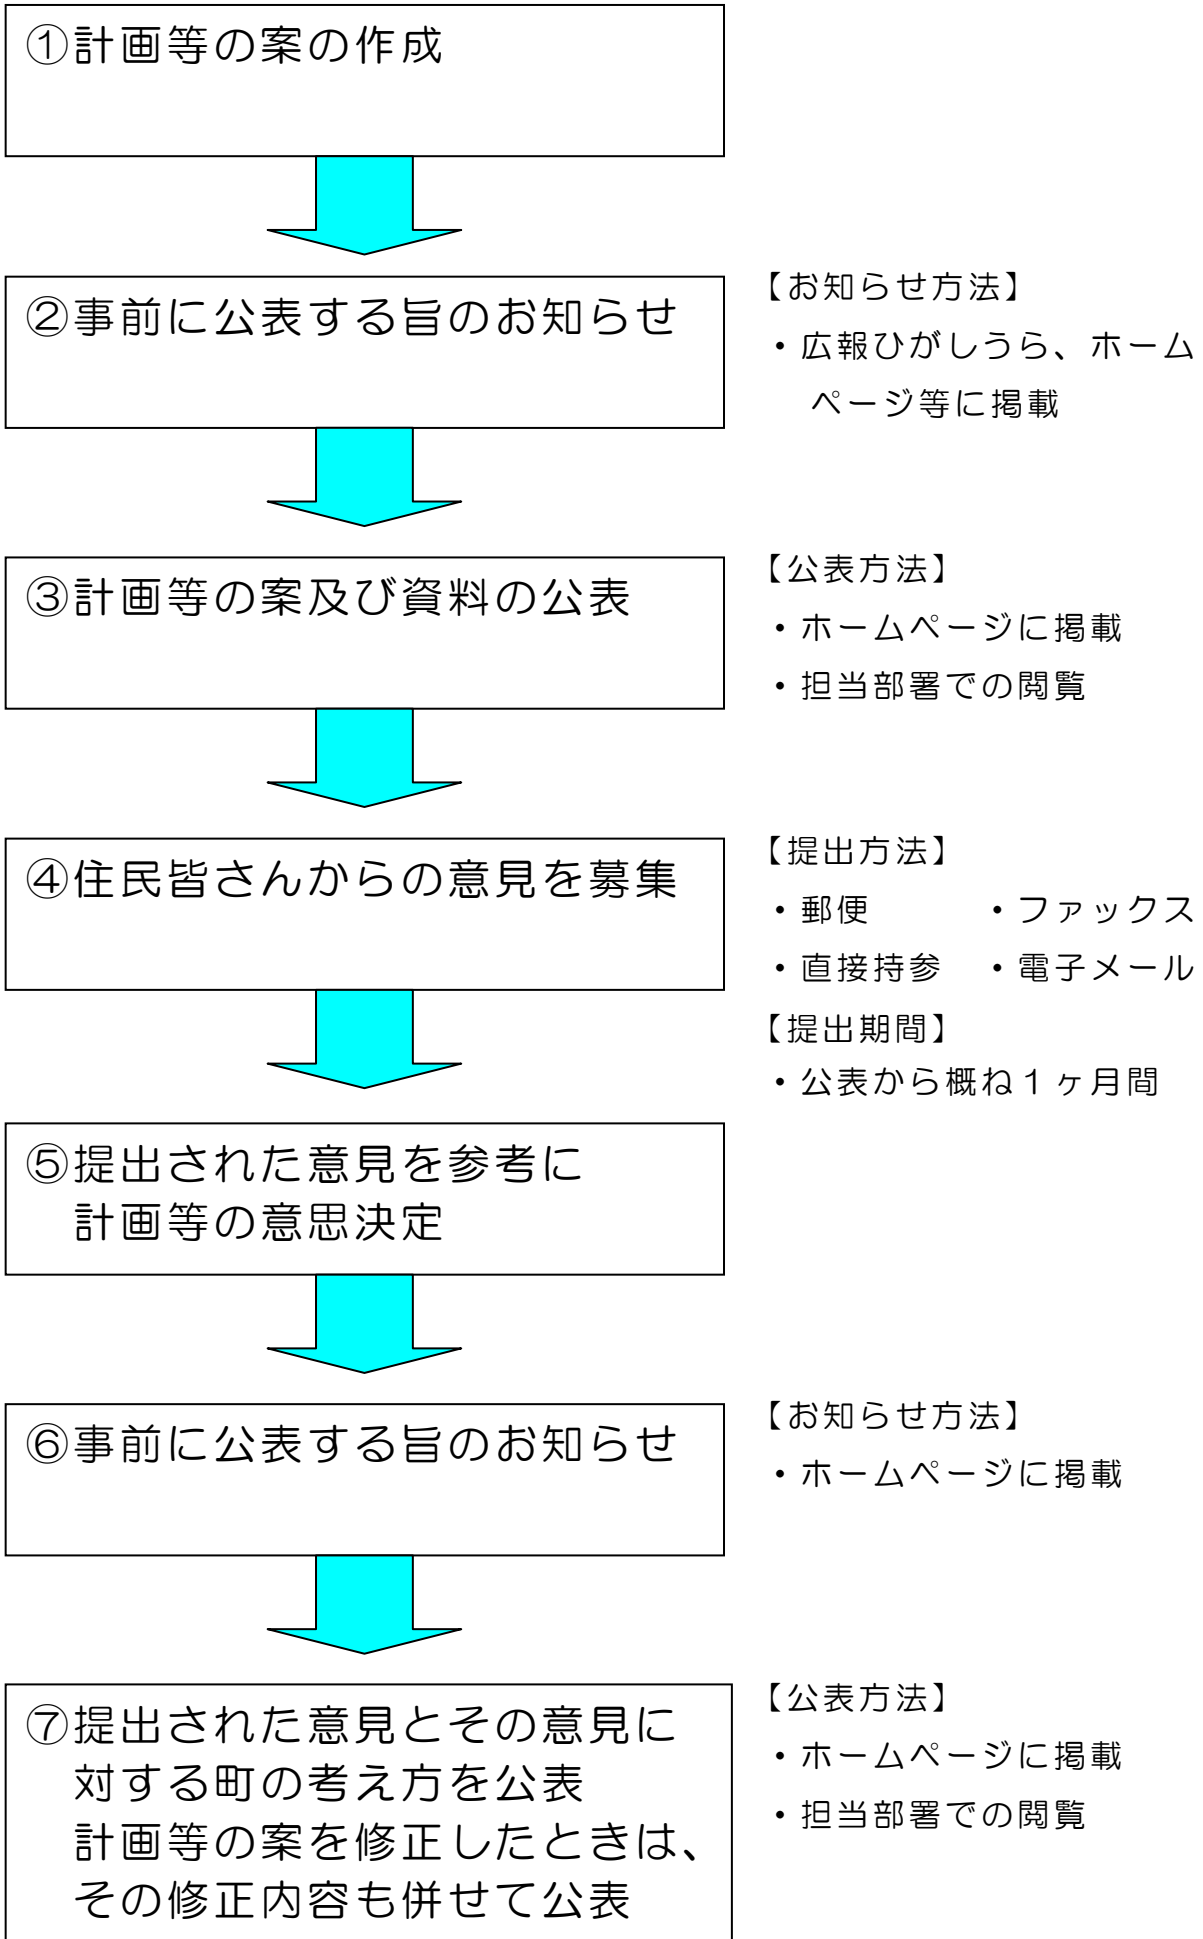 ①計画等の案の作成
②事前に公表する旨のお知らせ
【お知らせ方法】
・広報ひがしうら、ホーム
ページ等に掲載
③計画等の案及び資料の公表
【公表方法】
・ホームページに掲載
・担当部署での閲覧
④住民皆さんからの意見を募集
【提出方法】
・郵便　・ファックス
・直接持参　・電子メール
【提出期間】
・公表から概ね１ヶ月間
⑤提出された意見を参考に
計画等の意思決定
⑥事前に公表する旨のお知らせ
【お知らせ方法】
・ホームページに掲載
⑦提出された意見とその意見に
対する町の考え方を公表
計画等の案を修正したときは、
その修正内容も併せて公表
【公表方法】
・ホームページに掲載
・担当部署での閲覧